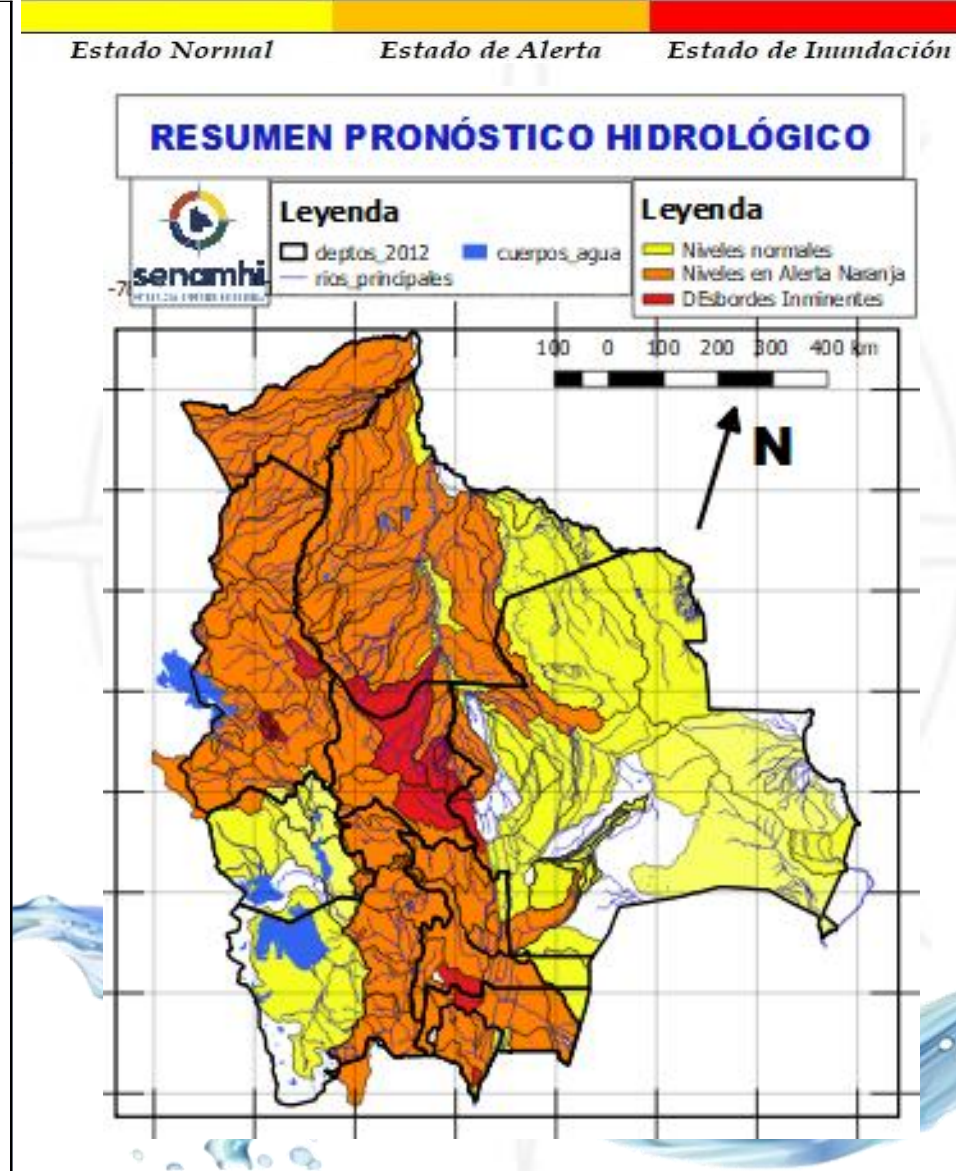 Estado Normal Estado de Alerta Estado de Inundación
RESUMEN PRONÓSTICO HIDROLÓGICO
senamhi
Leyenda
deptos_2012 cuerpos_agua
rios_principales
Leyenda
Niveles normales
Niveles en Alerta Naranja
DEsbordes Inminentes
100 0 100 200 300 400 km
N